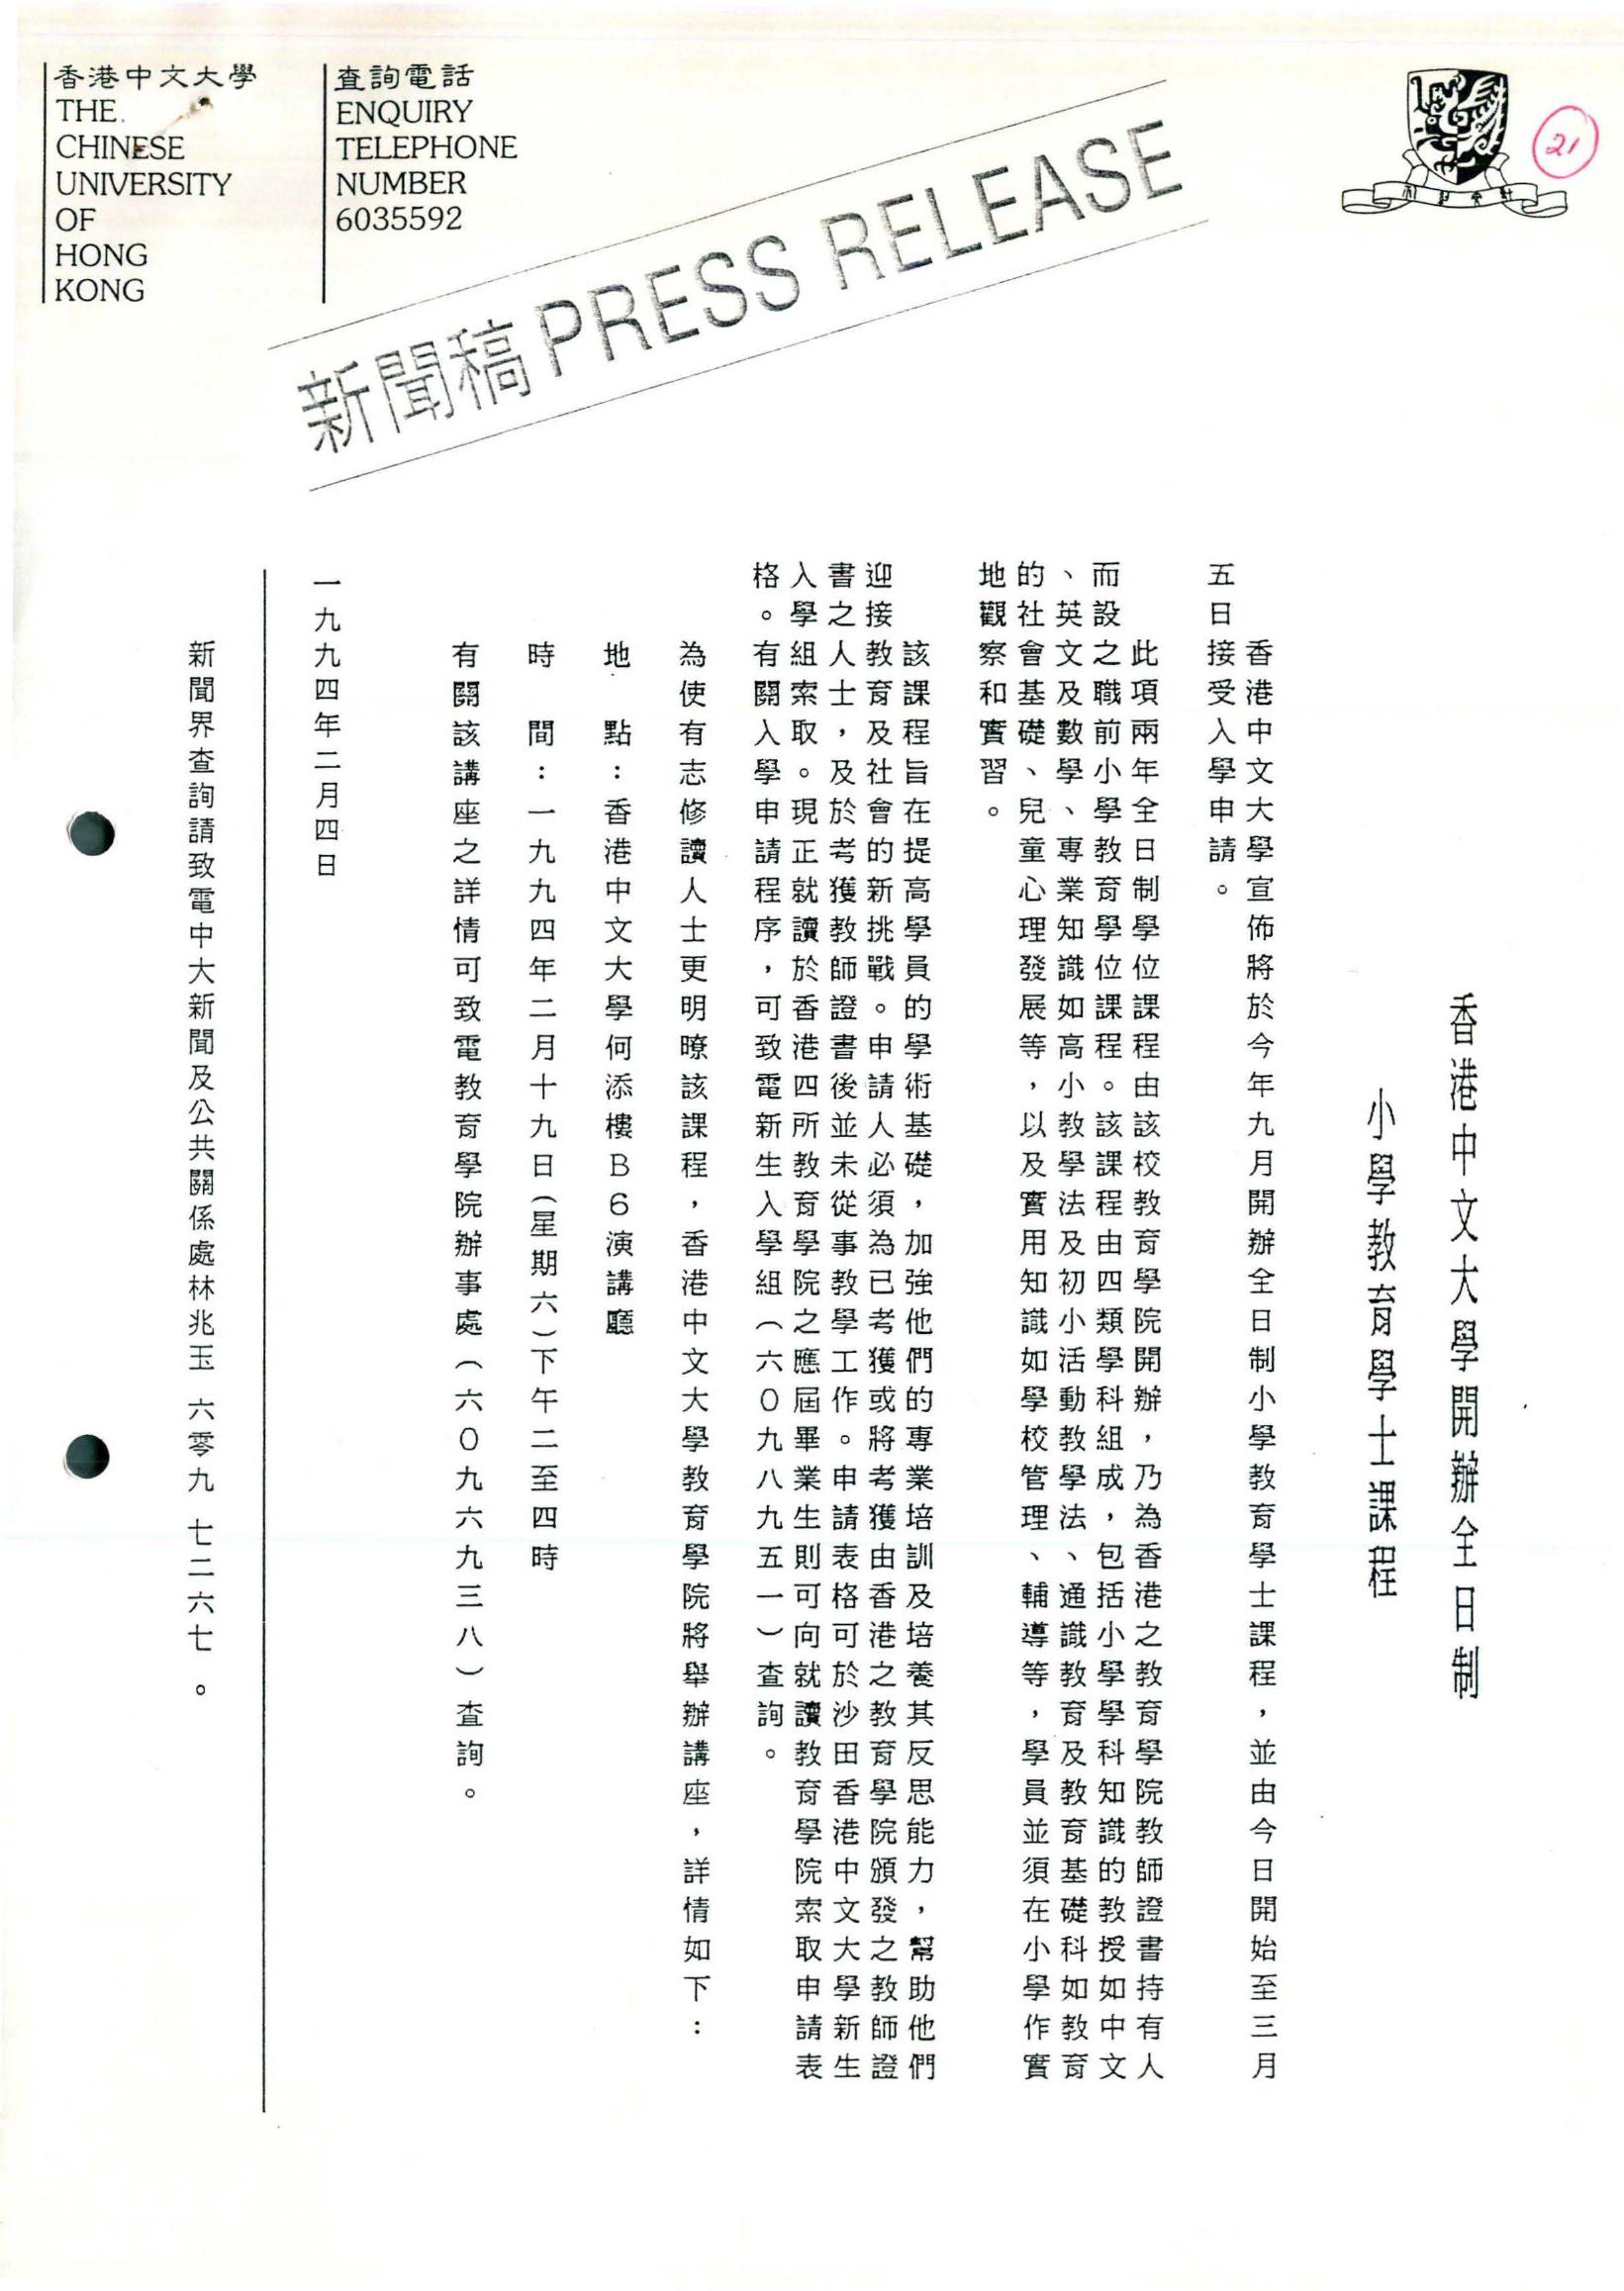 香港中文大學
THE
CHINESE
UNIVERSITY
OF
HONG
KONG
查詢電話
ENQUIRY
TELEPHONE
NUMBER
6035592
21
新聞稿 PRESS RELEASE
香港中文大學開辦全日制
小學教育學士課程
香港中文大學宣佈將於今年九月開辦全日制小學教育學士課程，並由今日開始至三月
五日接受入學申請。
此項兩年全日制學位課程由該校教育學院開辦，乃為香港之教育學院教師證書持有人
而設之職前小學教育學位課程。該課程由四類學科組成，包括小學學科知識的教授如中文
、英文及數學、專業知識如高小教學法及初小活動教學法、通識教育及教育基礎科如教育
的社會基礎、兒童心理發展等，以及實用知識如學校管理、輔導等，學員並須在小學作實
地觀察和實習。
該課程旨在提高學員的學術基礎，加強他們的專業培訓及培養其反思能力，幫助他們
迎接教育及社會的新挑戰。申請人必須為已考獲或將考獲由香港之教育學院頒發之教師證
書之人士，及於考獲教師證書後並未從事教學工作。申請表格可於沙田香港中文大學新生
入學組索取。現正就讀於香港四所教育學院之應屆畢業生則可向就讀教育學院索取申請表
格。有關入學申請程序，可致電新生入學組（六０九八九五一）查詢。
為使有志修讀人士更明暸該課程，香港中文大學教育學院將舉辦講座，詳情如下：
地　點：香港中文大學何添樓B6演講廳
時　間：一九九四年二月十九日（星期六）下午二至四時
有關該講座之詳情可致電教育學院辦事處（六０九六九三八）查詢。
一九九四年二月四日
新聞界查詢請致電中大新聞及公共關係處林兆玉 六零九 七二六七。